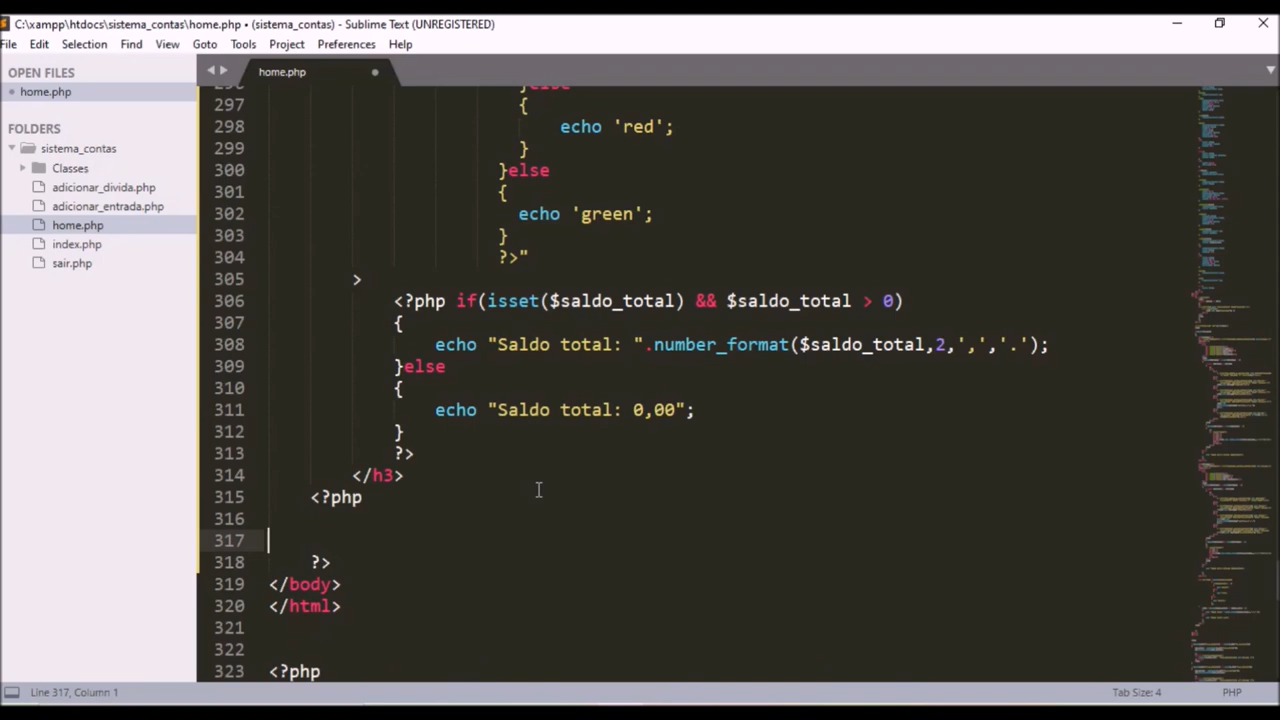 C:\xampp\htdocs\sistema_contas\home.php • (sistema_contas) - Sublime Text (UNREGISTERED)
File Edit Selection Find View Goto Tools Project Preferences Help
OPEN FILES
home.php
FOLDERS
sistema_contas
Classes
adicionar_divida.php
adicionar_entrada.php
home.php
index.php
sair.php
home.php
296 }else
297 {
298 echo 'red';
299 }
300 }else
301 {
302 echo 'green';
303 }
304 ?>"
305 >
306 <?php if(isset($saldo_total) && $saldo_total > 0)
307 {
308 echo "Saldo total: ".number_format($saldo_total,2,',','.');
309 }else
310 {
311 echo "Saldo total: 0,00";
312 }
313 ?>
314 </h3>
315 <?php
316
317
318 ?>
319 </body>
320 </html>
321
322
323 <?php
Line 317, Column 1
Tab Size: 4
PHP